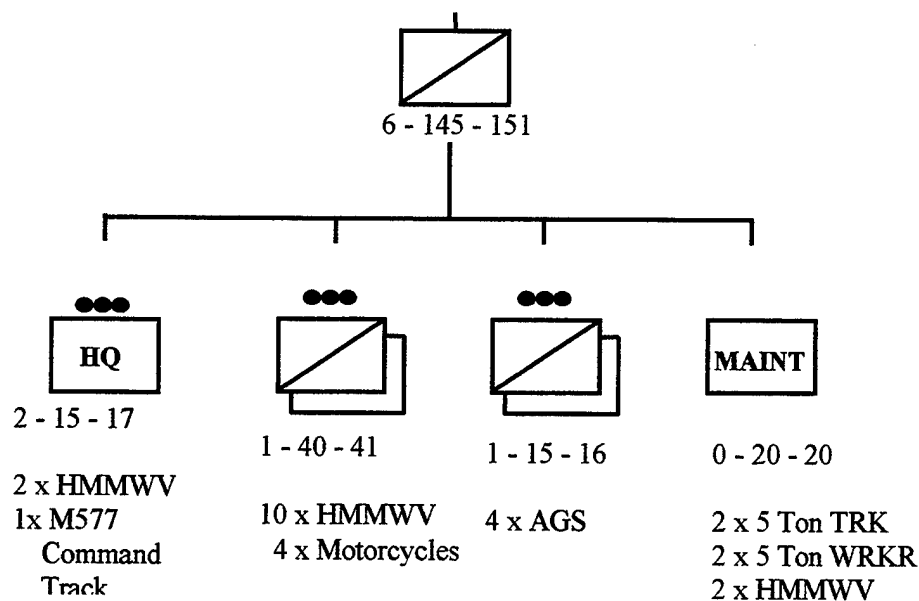 6 - 145 - 151
HQ
2 - 15 - 17
2 x HMMWV
1x M577
Command
Track
1 - 40 - 41
10 x HMMWV
4 x Motorcycles
1 - 15 - 16
4 x AGS
MAINT
0 - 20 - 20
2 x 5 Ton TRK
2 x 5 Ton WRKR
2 x HMMWV